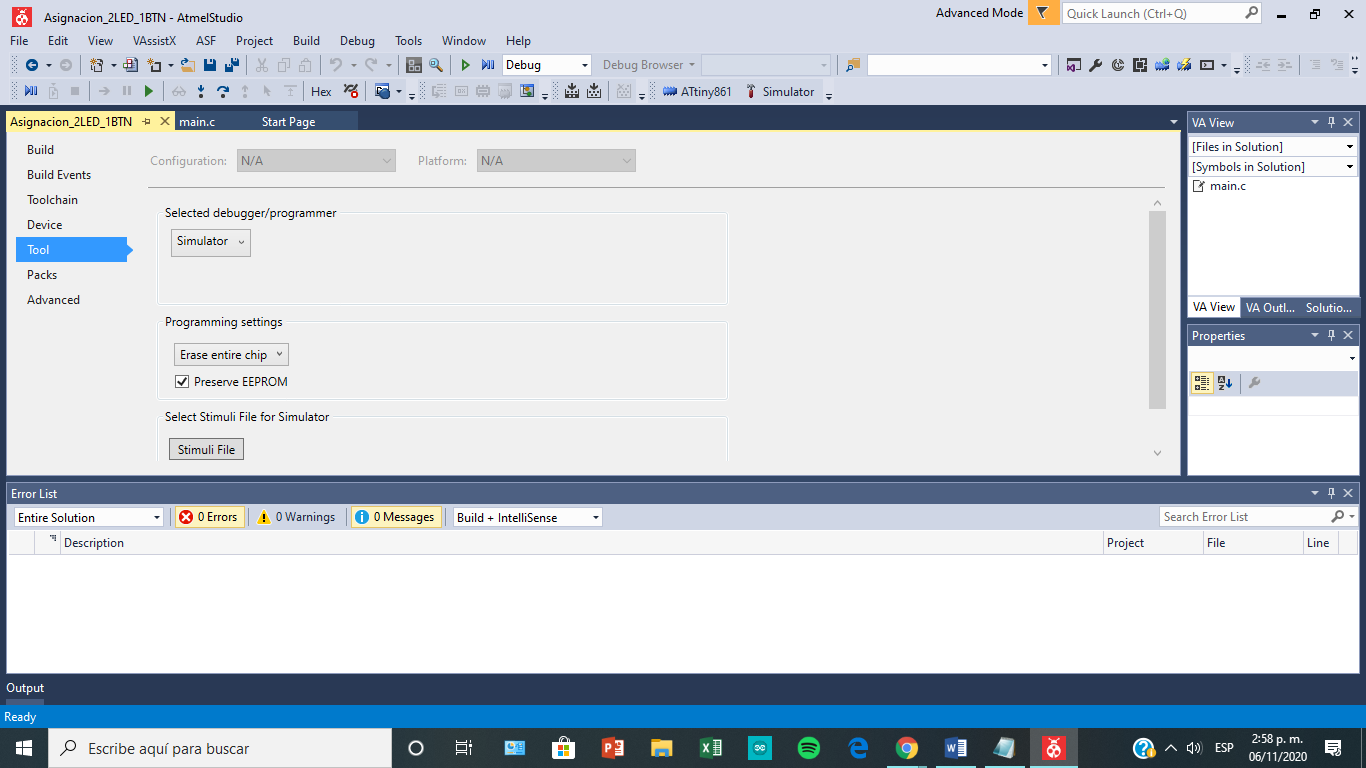 Asignacion_2LED_1BTN - AtmelStudio
Advanced Mode
Quick Launch (Ctrl+Q)
File Edit View VAssistX ASF Project Build Debug Tools Window Help
Debug Debug Browser
Hex ATtiny861 Simulator
Asignacion_2LED_1BTN main.c Start Page
Build
Build Events
Toolchain
Device
Tool
Packs
Advanced
Configuration: N/A Platform: N/A
Selected debugger/programmer
Simulator
Programming settings
Erase entire chip
Preserve EEPROM
Select Stimuli File for Simulator
Stimuli File
VA View
[Files in Solution]
[Symbols in Solution]
main.c
VA View VA Outl... Solutio...
Properties
Error List
Entire Solution 0 Errors 0 Warnings 0 Messages Build + IntelliSense Search Error List
Description Project File Line
Output
Ready
Escribe aquí para buscar
ESP
2:58 p. m.
06/11/2020